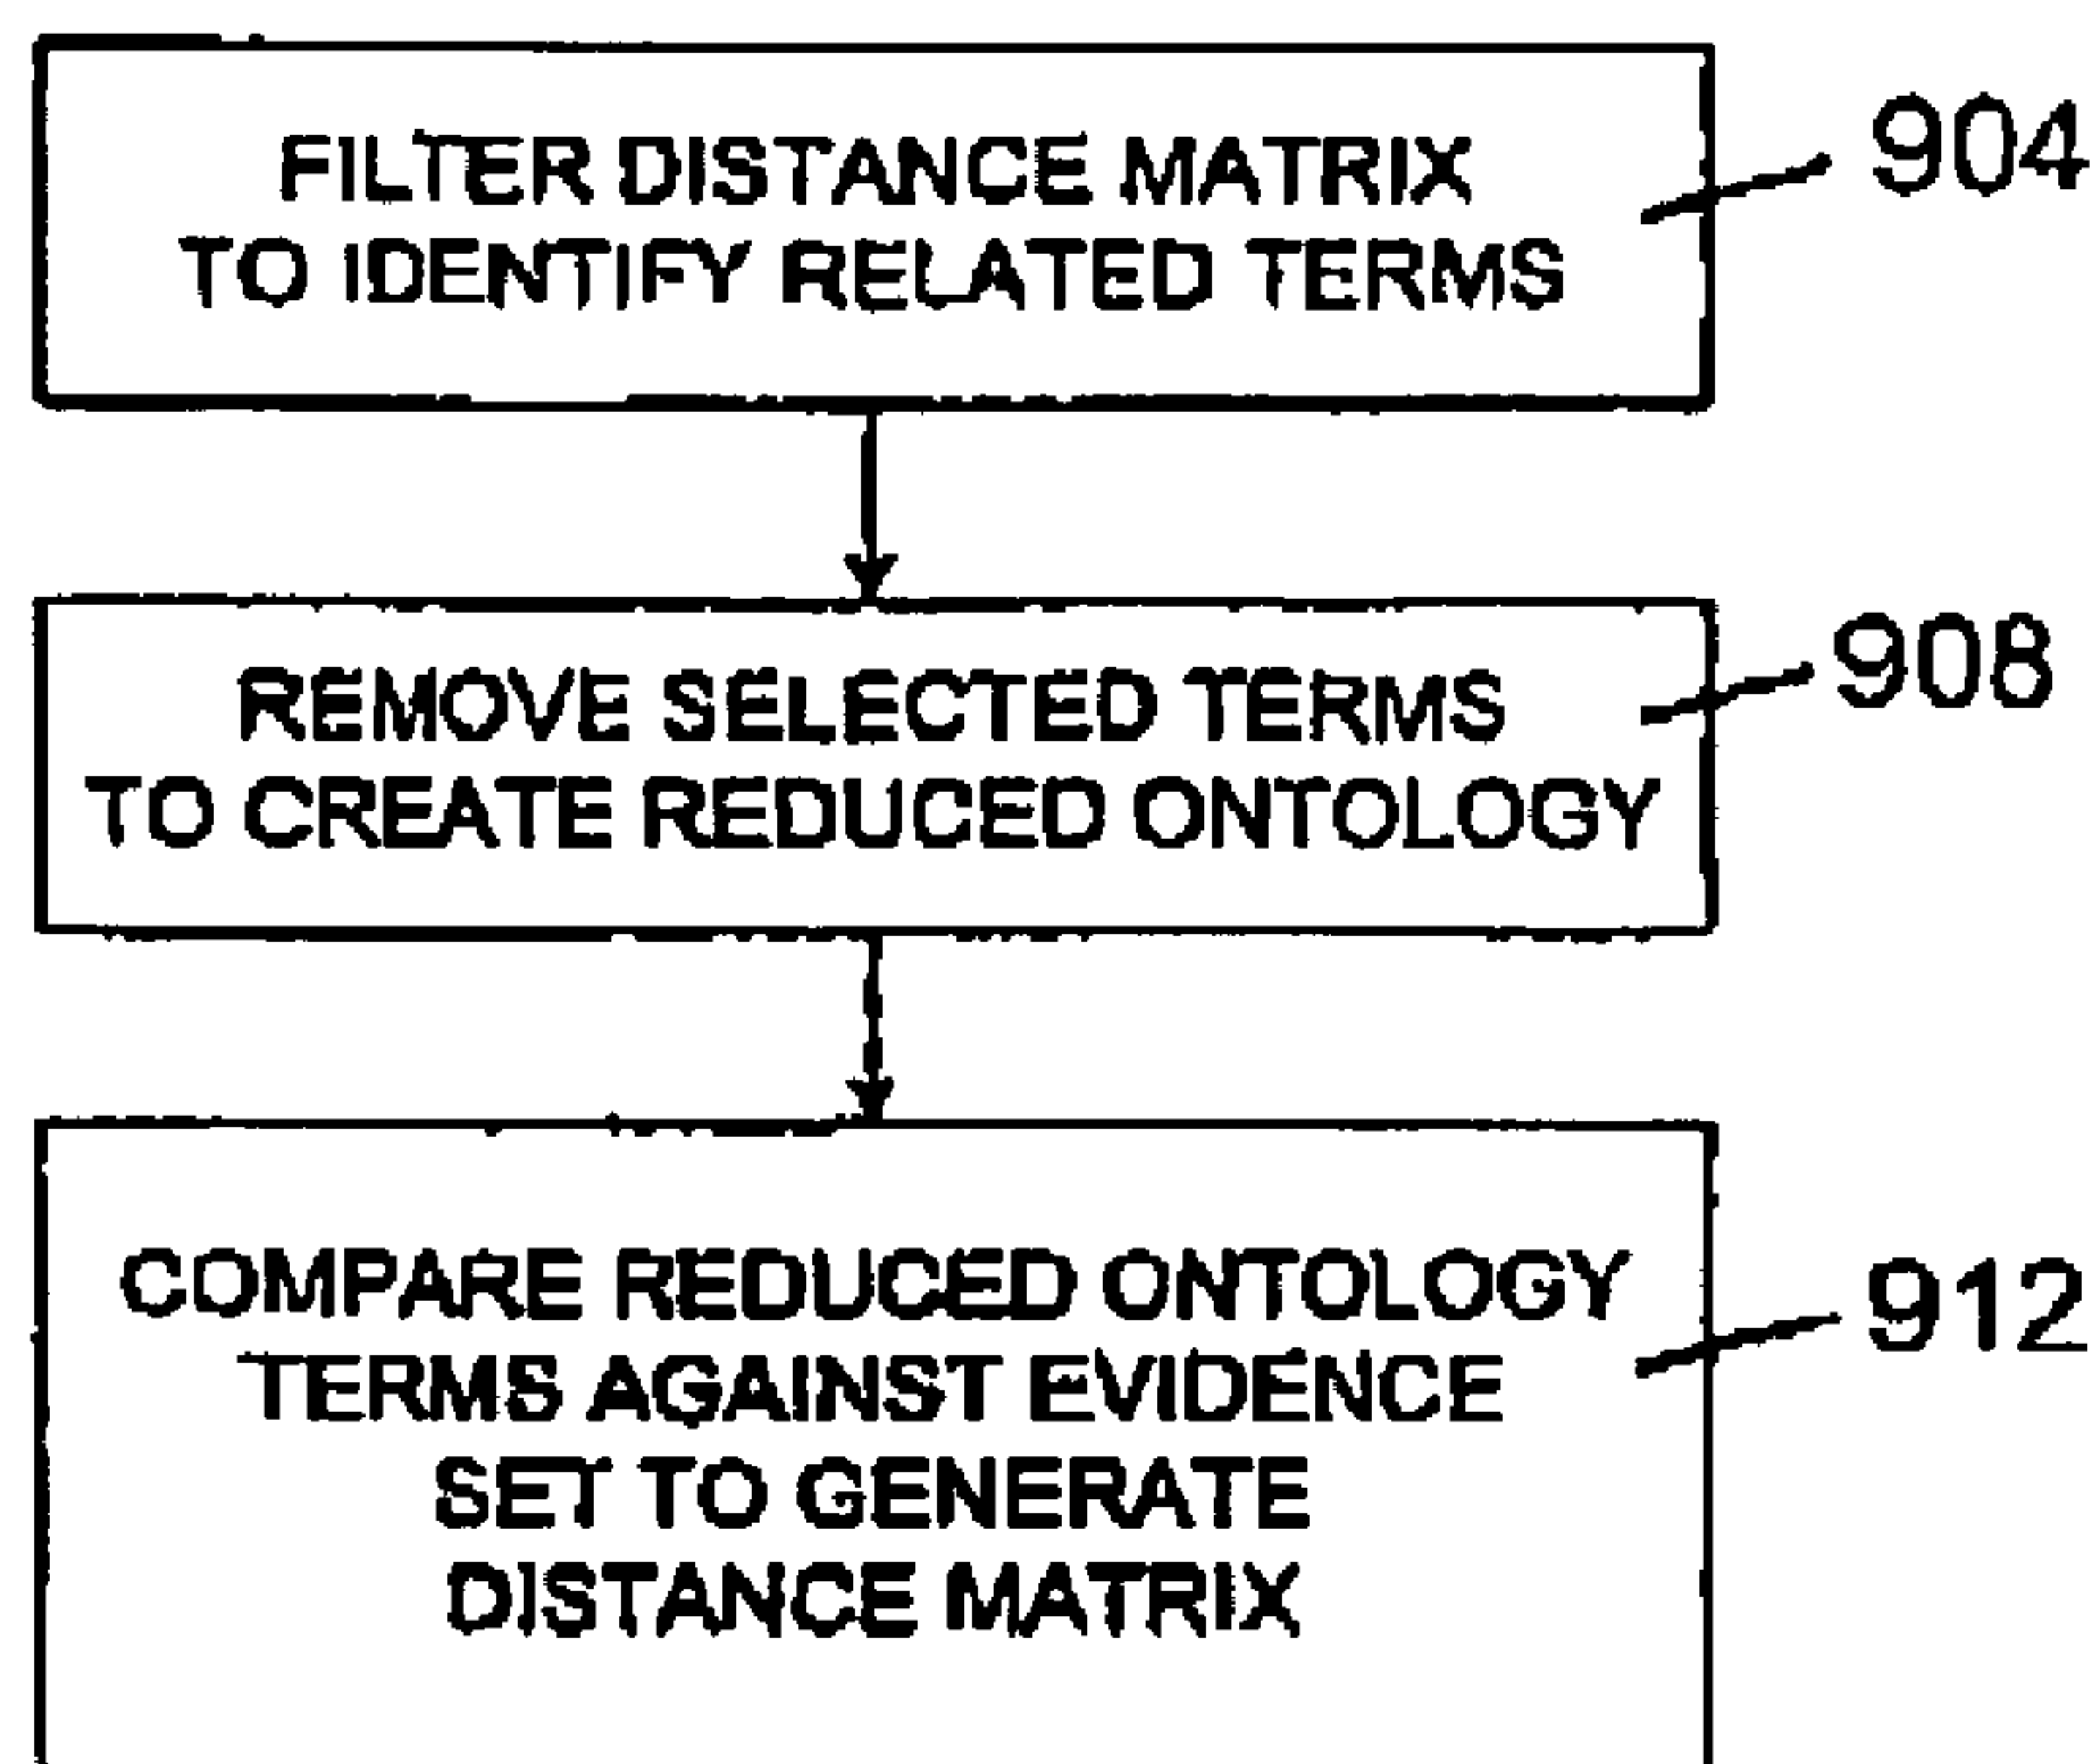 FILTER DISTANCE MATRIX
TO IDENTIFY RELATED TERMS
904
REMOVE SELECTED TERMS
TO CREATE REDUCED ONTOLOGY
908
COMPARE REDUCED ONTOLOGY
TERMS AGAINST EVIDENCE
SET TO GENERATE
DISTANCE MATRIX
912